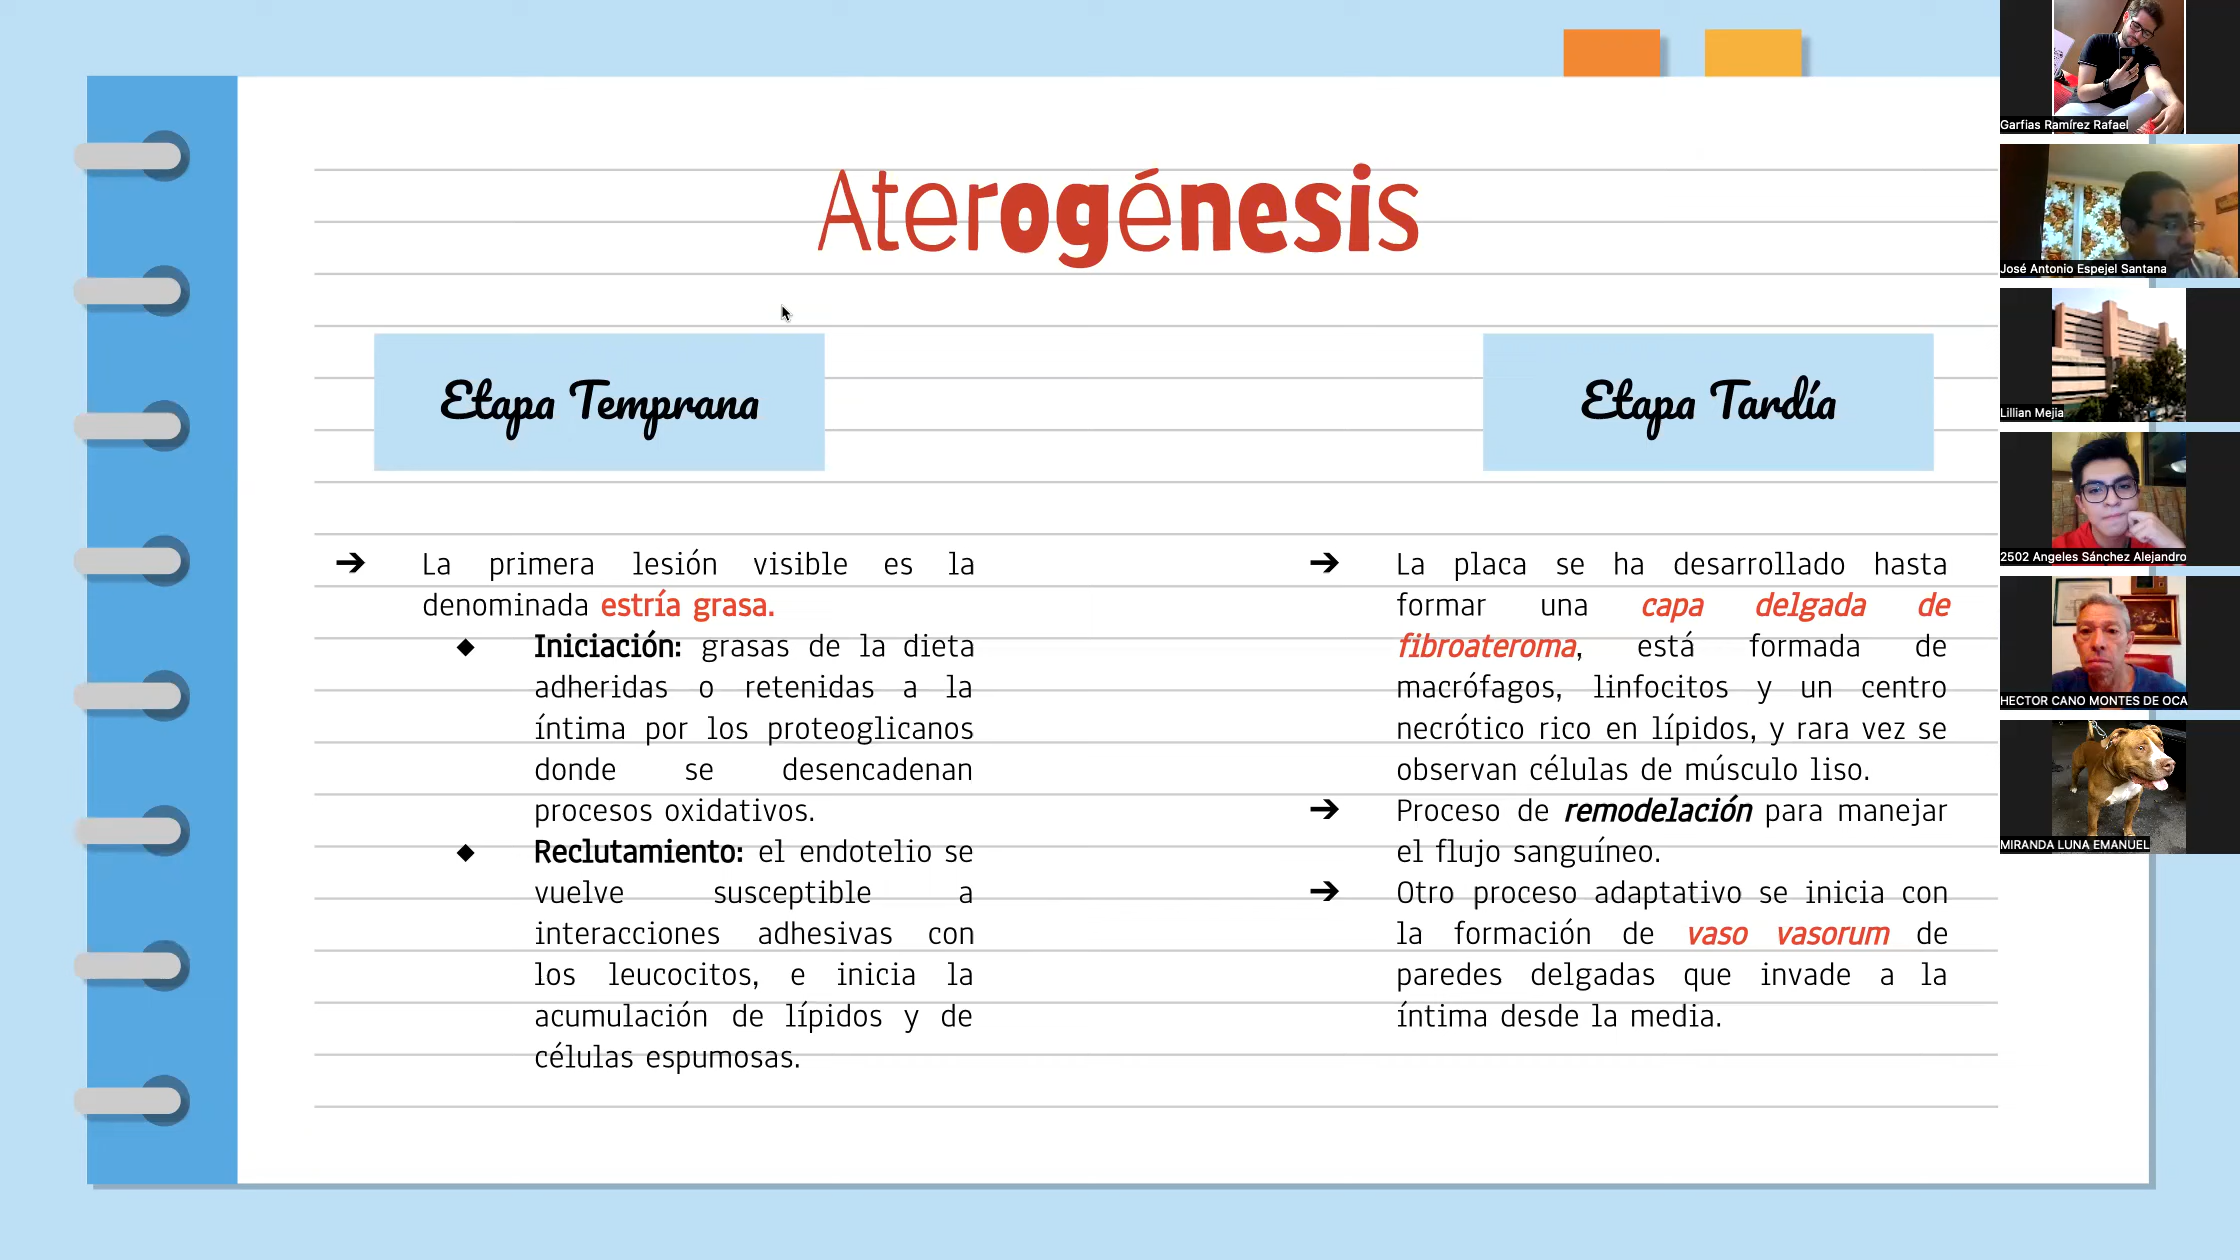 Aterogénesis
Etapa Temprana
➔ La primera lesión visible es la
denominada estría grasa.
◆ Iniciación: grasas de la dieta
adheridas o retenidas a la
íntima por los proteoglicanos
donde se desencadenan
procesos oxidativos.
◆ Reclutamiento: el endotelio se
vuelve susceptible a
interacciones adhesivas con
los leucocitos, e inicia la
acumulación de lípidos y de
células espumosas.
Etapa Tardía
➔ La placa se ha desarrollado hasta
formar una capa delgada de
fibroateroma, está formada de
macrófagos, linfocitos y un centro
necrótico rico en lípidos, y rara vez se
observan células de músculo liso.
➔ Proceso de remodelación para manejar
el flujo sanguíneo.
➔ Otro proceso adaptativo se inicia con
la formación de vaso vasorum de
paredes delgadas que invade a la
íntima desde la media.
Garfias Ramírez Rafael
José Antonio Espejel Santana
Lillian Mejia
2502 Angeles Sánchez Alejandro
HECTOR CANO MONTES DE OCA
MIRANDA LUNA EMANUEL